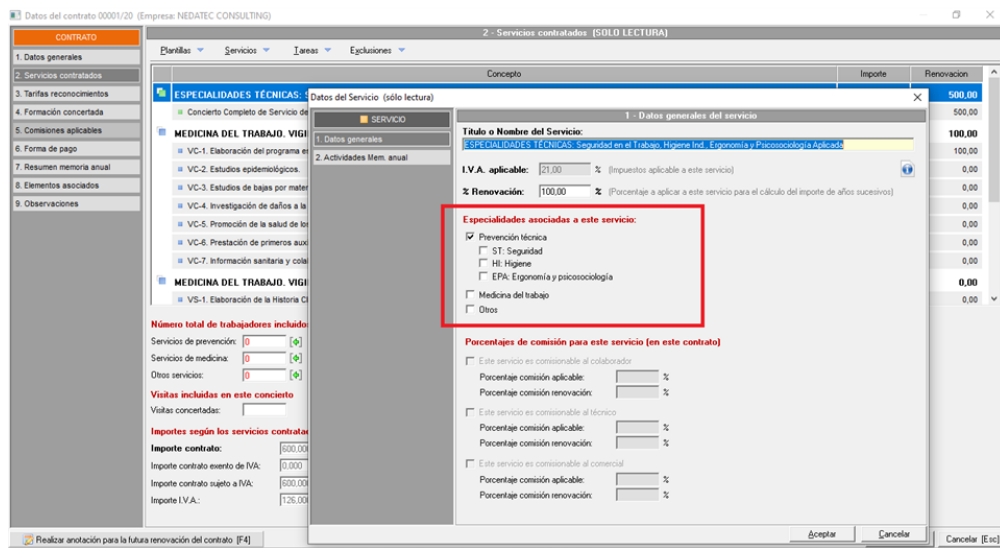 Datos del contrato 00001/20 (Empresa: NEDATEC CONSULTING)
CONTRATO
1. Datos generales
2. Servicios contratados
3. Tarifas reconocimientos
4. Formación concertada
5. Comisiones aplicables
6. Forma de pago
7. Resumen memoria anual
8. Elementos asociados
9. Observaciones
2 - Servicios contratados (SOLO LECTURA)
Plantillas Servicios Tareas Exclusiones
Concepto Importe Renovacion
ESPECIALIDADES TÉCNICAS: 500,00
Concierto Completo de Servicio de 500,00
MEDICINA DEL TRABAJO. VIGI 100,00
VC-1. Elaboración del programa es 100,00
VC-2. Estudios epidemiológicos. 0,00
VC-3. Estudios de bajas por mater 0,00
VC-4. Investigación de daños a la 0,00
VC-5. Promoción de la salud de los 0,00
VC-6. Prestación de primeros auxi 0,00
VC-7. Información sanitaria y cola 0,00
MEDICINA DEL TRABAJO. VIGI 0,00
VS-1. Elaboración de la Historia Cl 0,00
Número total de trabajadores incluido
Servicios de prevención: 0
Servicios de medicina: 0
Otros servicios: 0
Visitas incluidas en este concierto
Visitas concertadas:
Importes según los servicios contratad
Importe contrato: 600,00
Importe contrato exento de IVA: 0,000
Importe contrato sujeto a IVA: 600,00
Importe I.V.A.: 126,00
Realizar anotación para la futura renovación del contrato [F4]
Cancelar [Esc]
Datos del Servicio (sólo lectura)
SERVICIO
1. Datos generales
2. Actividades Mem. anual
1 - Datos generales del servicio
Titulo o Nombre del Servicio:
ESPECIALIDADES TÉCNICAS: Seguridad en el Trabajo, Higiene Ind., Ergonomía y Psicosociología Aplicada
I.V.A. aplicable: 21,00 % (Impuestos aplicable a este servicio)
% Renovación: 100,00 % (Porcentaje a aplicar a este servicio para el cálculo del importe de años sucesivos)
Especialidades asociadas a este servicio:
Prevención técnica
ST: Seguridad
HI: Higiene
EPA: Ergonomía y psicosociología
Medicina del trabajo
Otros
Porcentajes de comisión para este servicio (en este contrato)
Este servicio es comisionable al colaborador
Porcentaje comisión aplicable: %
Porcentaje comisión renovación: %
Este servicio es comisionable al técnico
Porcentaje comisión aplicable: %
Porcentaje comisión renovación: %
Este servicio es comisionable al comercial
Porcentaje comisión aplicable: %
Porcentaje comisión renovación: %
Aceptar Cancelar